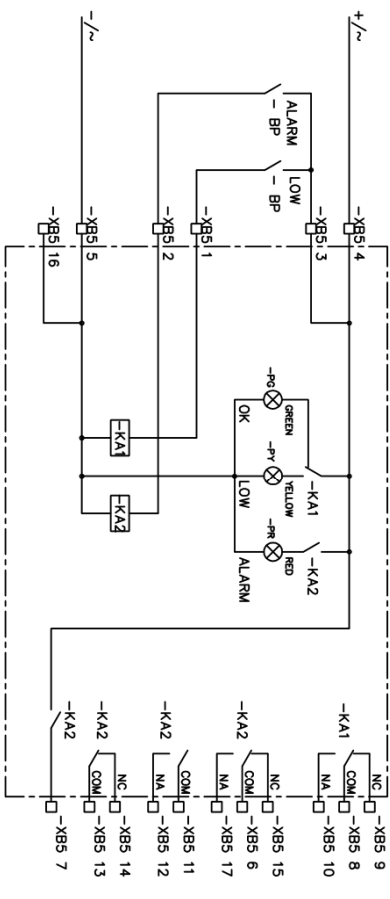 +/~
-/~
ALARM
- BP
LOW
- BP
-XB5 4
-XB5 3
-XB5 1
-XB5 2
-XB5 5
-XB5 16
-PG
GREEN
OK
-PY
YELLOW
LOW
-PR
RED
ALARM
-KA1
-KA2
-KA1
-KA2
-KA1
NC
COM
NA
-KA2
NC
COM
NA
-KA2
COM
NA
-KA2
NC
COM
-KA2
-XB5 9
-XB5 8
-XB5 10
-XB5 15
-XB5 6
-XB5 17
-XB5 11
-XB5 12
-XB5 14
-XB5 13
-XB5 7